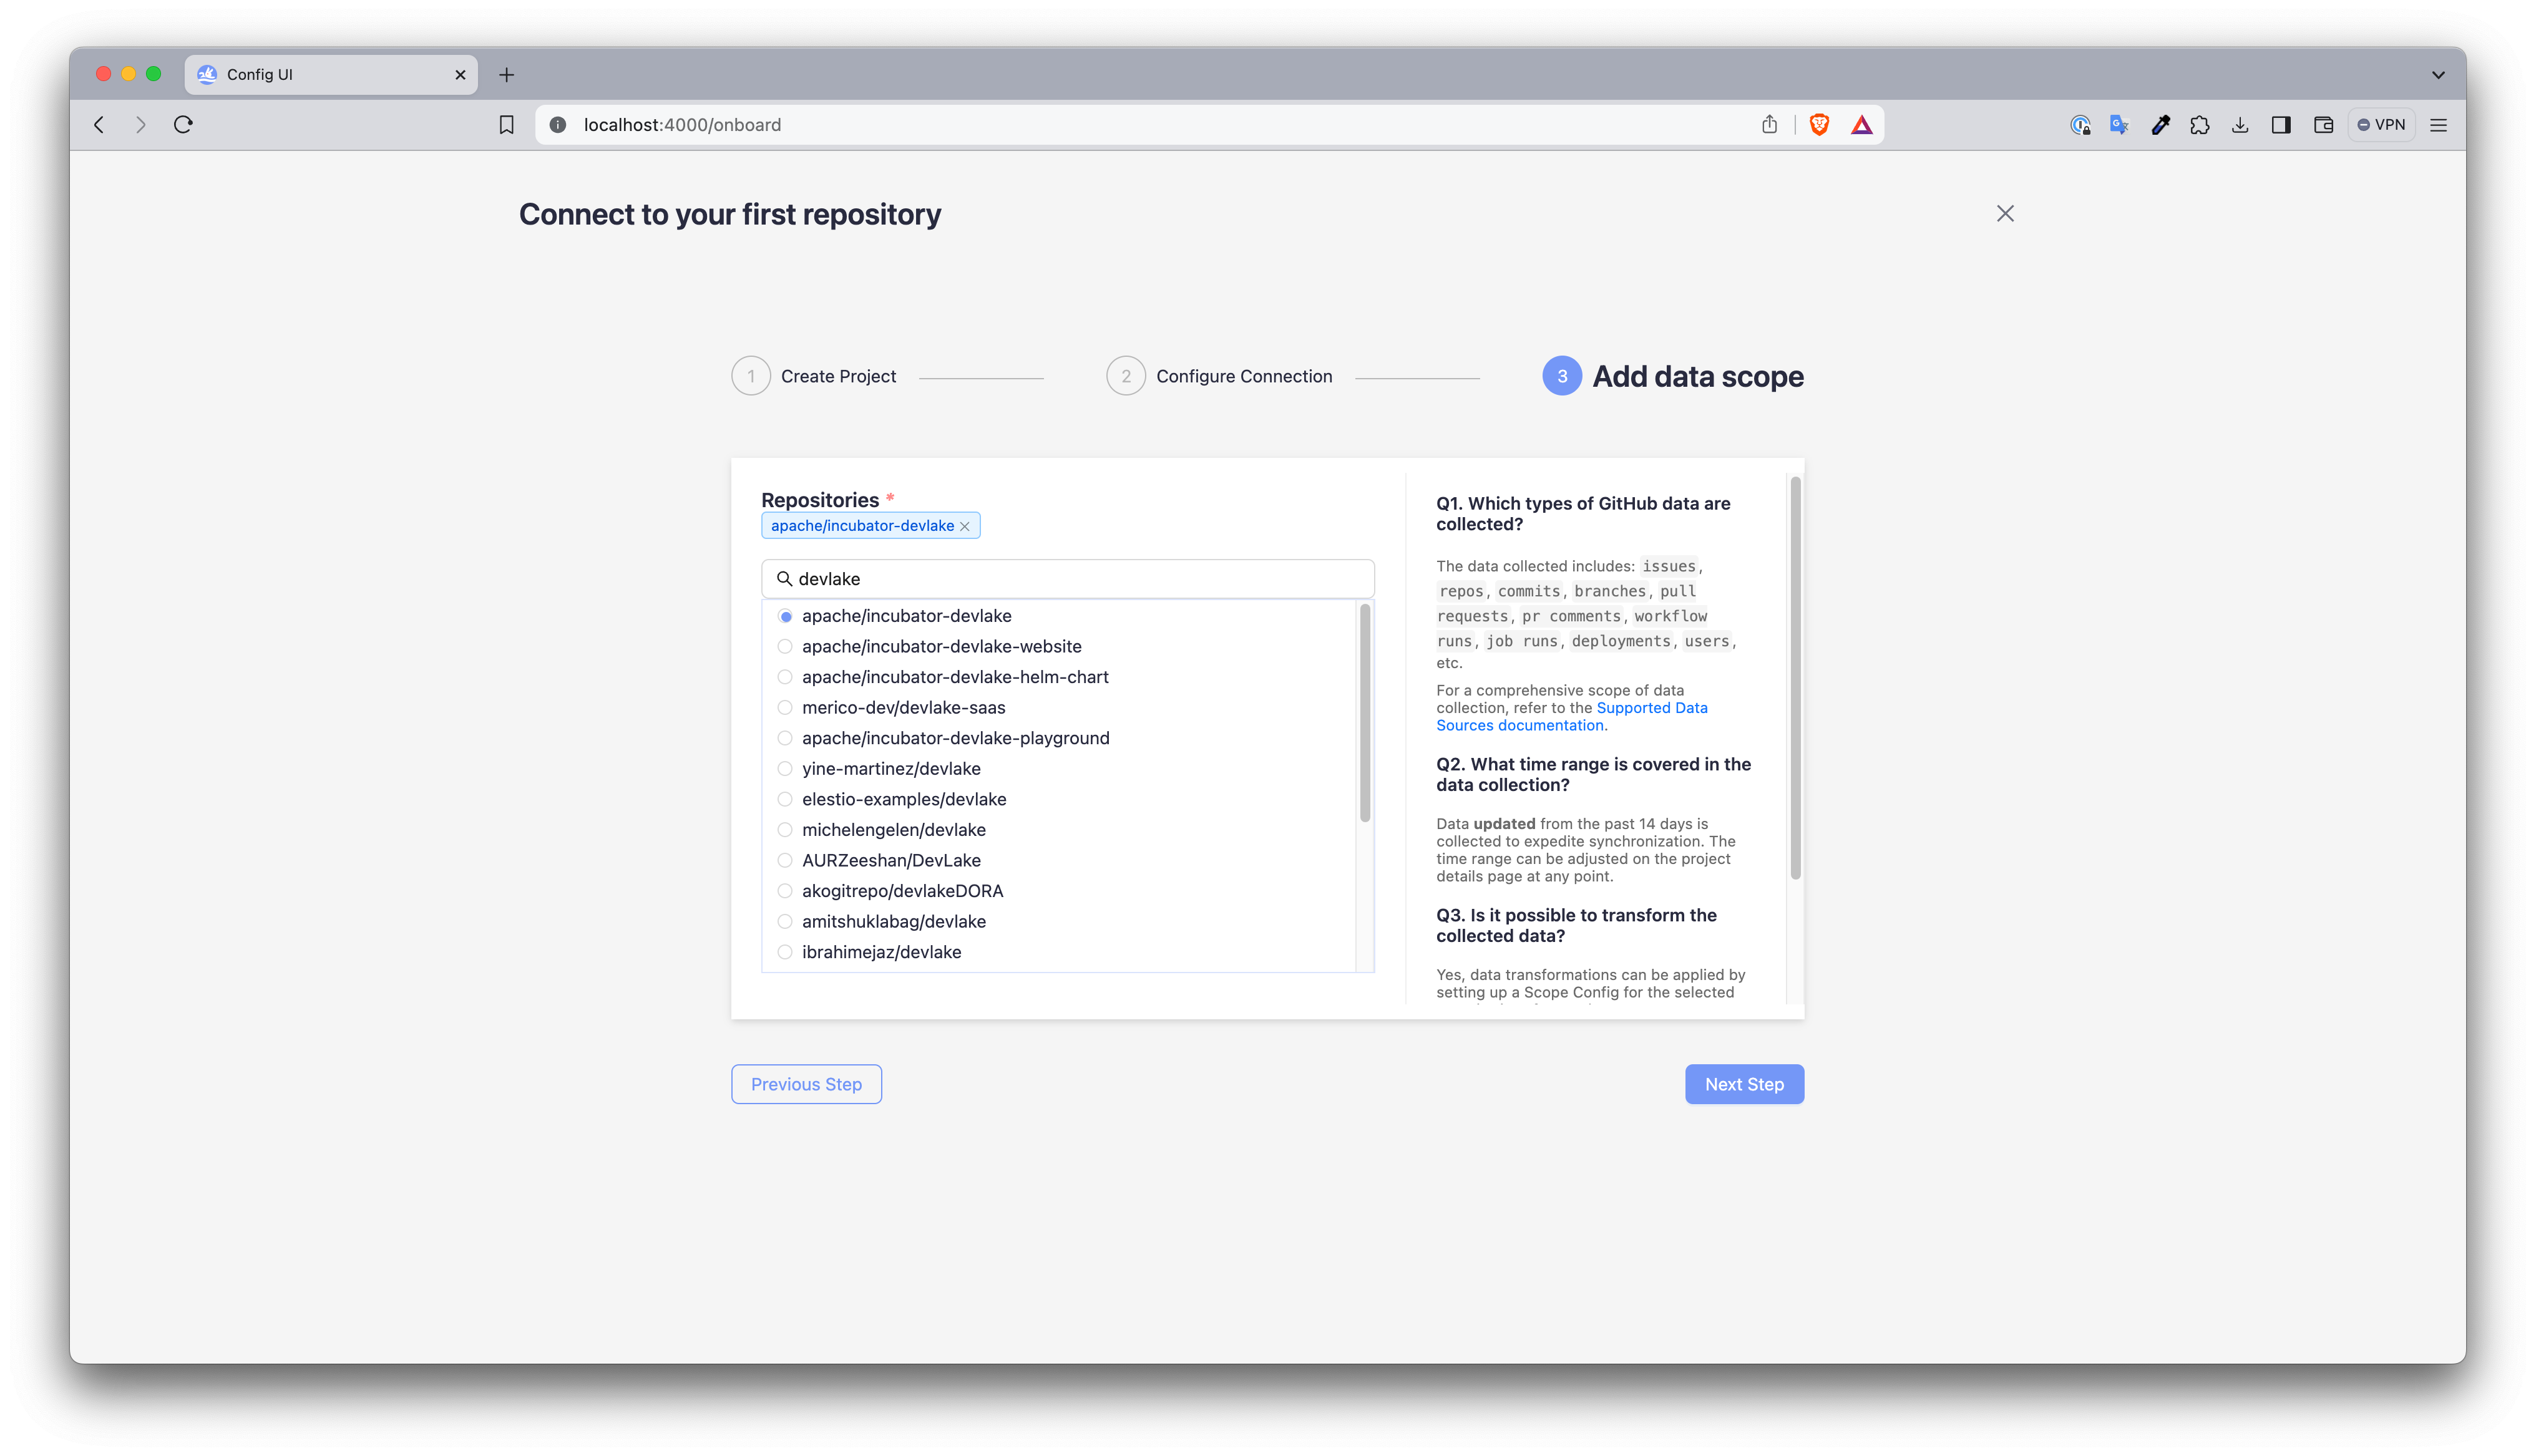 Config UI
localhost:4000/onboard
VPN
Connect to your first repository
1 Create Project
2 Configure Connection
3 Add data scope
Repositories *
apache/incubator-devlake
devlake
apache/incubator-devlake
apache/incubator-devlake-website
apache/incubator-devlake-helm-chart
merico-dev/devlake-saas
apache/incubator-devlake-playground
yine-martinez/devlake
elestio-examples/devlake
michelengelen/devlake
AURZeeshan/DevLake
akogitrepo/devlakeDORA
amitshuklabag/devlake
ibrahimejaz/devlake
Q1. Which types of GitHub data are
collected?
The data collected includes: issues,
repos, commits, branches, pull
requests, pr comments, workflow
runs, job runs, deployments, users,
etc.
For a comprehensive scope of data
collection, refer to the Supported Data
Sources documentation.
Q2. What time range is covered in the
data collection?
Data updated from the past 14 days is
collected to expedite synchronization. The
time range can be adjusted on the project
details page at any point.
Q3. Is it possible to transform the
collected data?
Yes, data transformations can be applied by
setting up a Scope Config for the selected
Previous Step
Next Step